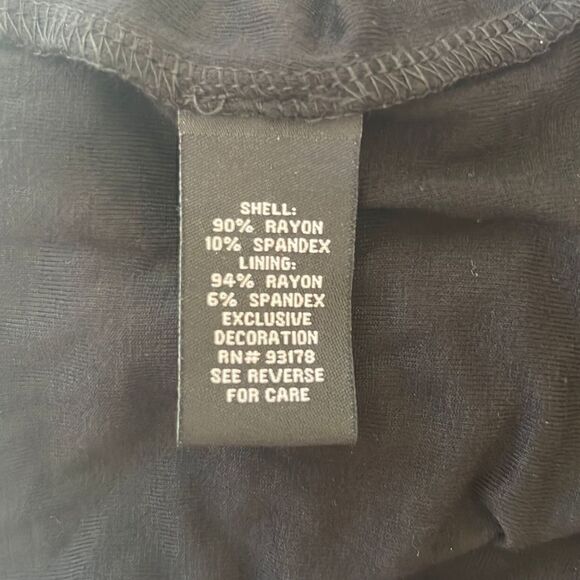 SHELL:
90% RAYON
10% SPANDEX
LINING:
94% RAYON
6% SPANDEX
EXCLUSIVE
DECORATION
RN# 93178
SEE REVERSE
FOR CARE